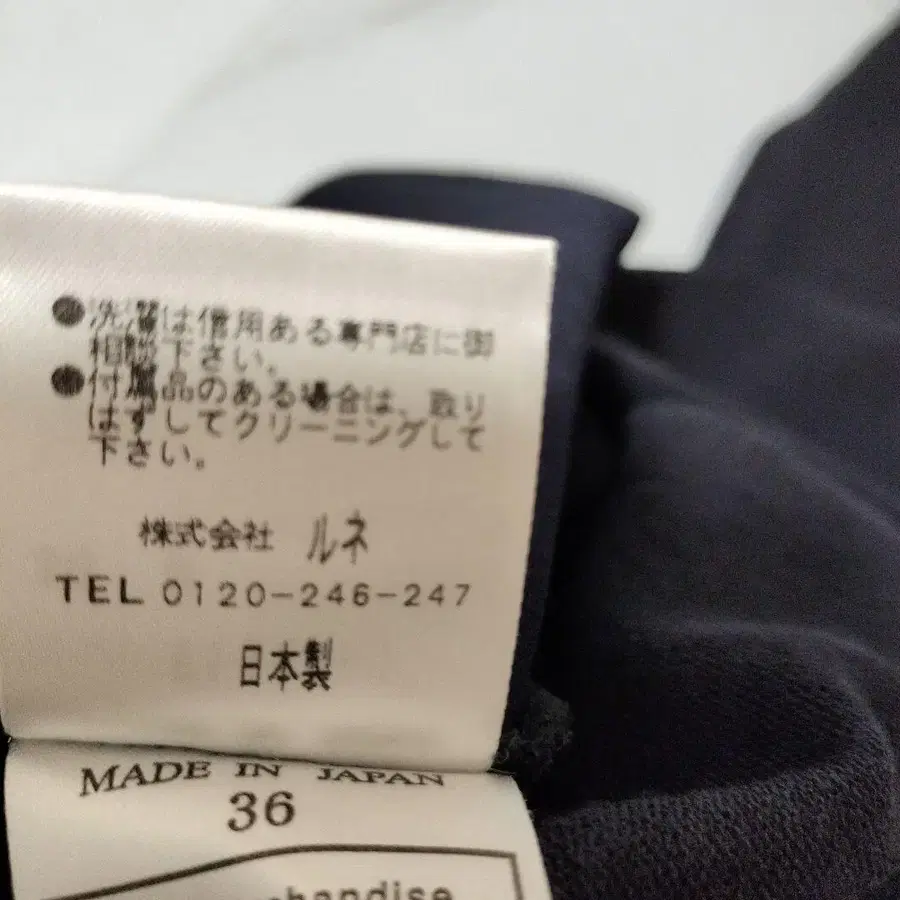 ●洗濯は信用ある専門店に御
相談下さい。
●付属品のある場合は、取り
はずしてクリーニングして
下さい。
株式会社 ルネ
TEL 0120-246-247
日本製
MADE IN JAPAN
36